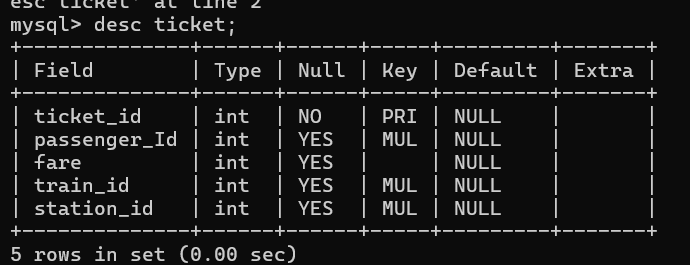 esc ticket' at line 2
mysql> desc ticket;
+--------------+------+------+-----+---------+-------+
| Field        | Type | Null | Key | Default | Extra |
+--------------+------+------+-----+---------+-------+
| ticket_id    | int  | NO   | PRI | NULL    |       |
| passenger_Id | int  | YES  | MUL | NULL    |       |
| fare         | int  | YES  |     | NULL    |       |
| train_id     | int  | YES  | MUL | NULL    |       |
| station_id   | int  | YES  | MUL | NULL    |       |
+--------------+------+------+-----+---------+-------+
5 rows in set (0.00 sec)